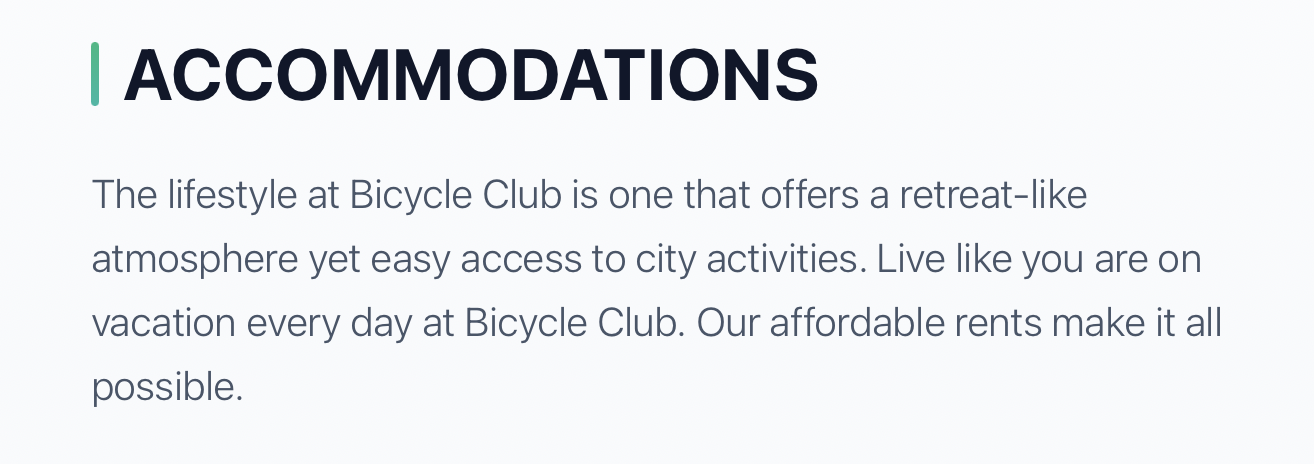 ACCOMMODATIONS
The lifestyle at Bicycle Club is one that offers a retreat-like
atmosphere yet easy access to city activities. Live like you are on
vacation every day at Bicycle Club. Our affordable rents make it all
possible.